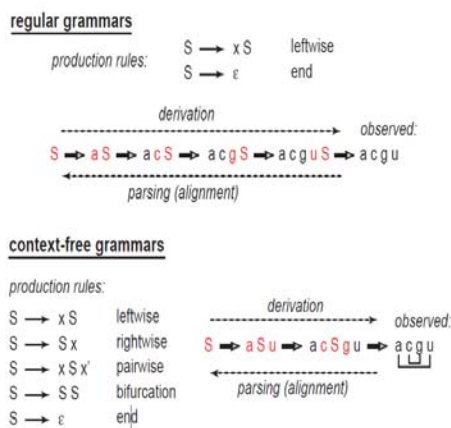 regular grammars
production rules:
S → x S leftwise
S → ε end
derivation
observed:
S → aS → acS → acgS → acguS → acgu
parsing (alignment)
context-free grammars
production rules:
S → x S leftwise
S → S x rightwise
S → x S x' pairwise
S → S S bifurcation
S → ε end
derivation
observed:
S → aSu → acSgu → acgu
parsing (alignment)